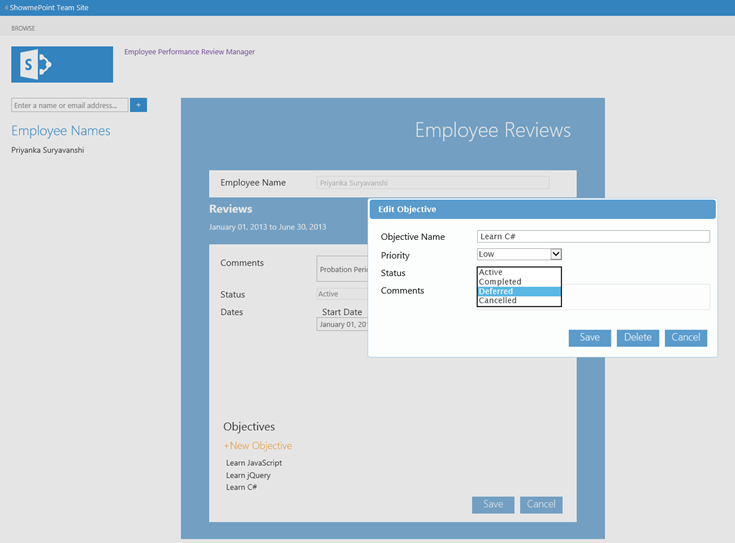 ShowmePoint Team Site
BROWSE
S
Employee Performance Review Manager
Enter a name or email address...
+
Employee Names
Priyanka Suryavanshi
Employee Reviews
Employee Name
Priyanka Suryavanshi
Reviews
January 01, 2013 to June 30, 2013
Comments
Probation
Status
Active
Dates
Start Date
January 01,
Objectives
+New Objective
Learn JavaScript
Learn jQuery
Learn C#
Save
Cancel
Edit Objective
Objective Name
Learn C#
Priority
Low
Status
Active
Completed
Deferred
Cancelled
Comments
Save
Delete
Cancel